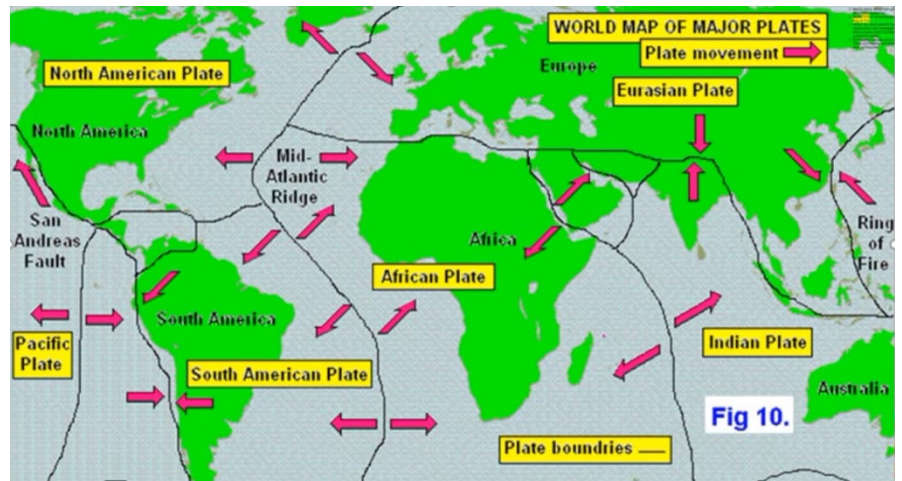 WORLD MAP OF MAJOR PLATES
Plate movement
North American Plate
Europe
Eurasian Plate
North America
Mid-
Atlantic
Ridge
San
Andreas
Fault
Africa
Ring
of
Fire
African Plate
South America
Pacific
Plate
South American Plate
Indian Plate
Australia
Fig 10.
Plate boundries